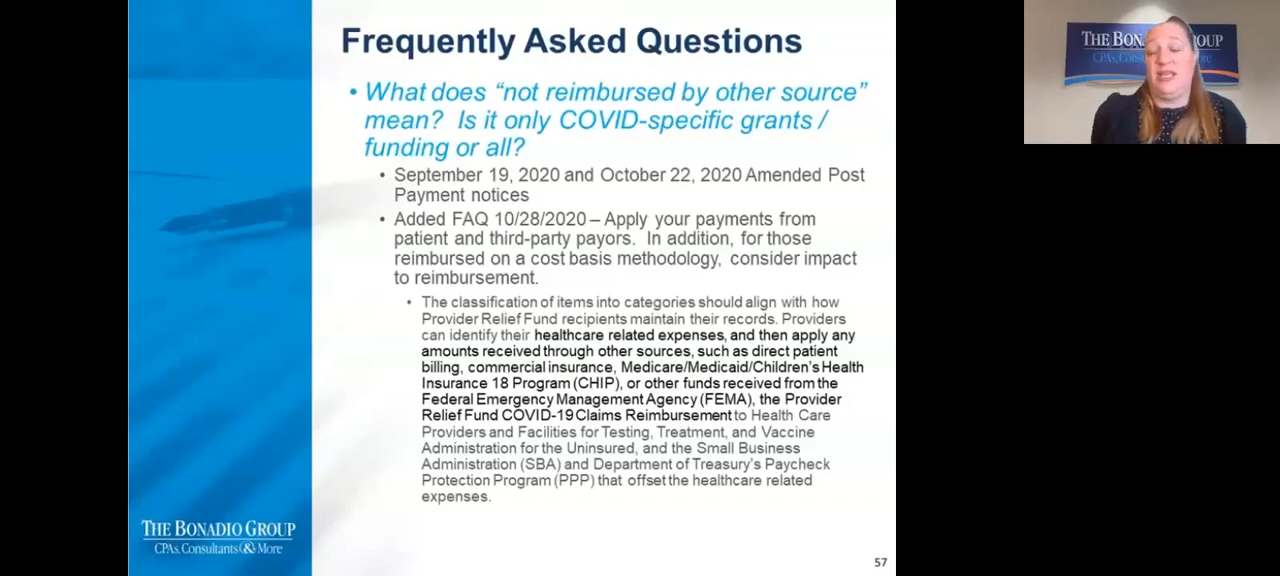 Frequently Asked Questions
• What does “not reimbursed by other source”
mean? Is it only COVID-specific grants /
funding or all?
• September 19, 2020 and October 22, 2020 Amended Post
Payment notices
• Added FAQ 10/28/2020 – Apply your payments from
patient and third-party payors. In addition, for those
reimbursed on a cost basis methodology, consider impact
to reimbursement.
• The classification of items into categories should align with how
Provider Relief Fund recipients maintain their records. Providers
can identify their healthcare related expenses, and then apply any
amounts received through other sources, such as direct patient
billing, commercial insurance, Medicare/Medicaid/Children’s Health
Insurance 18 Program (CHIP), or other funds received from the
Federal Emergency Management Agency (FEMA), the Provider
Relief Fund COVID-19 Claims Reimbursement to Health Care
Providers and Facilities for Testing, Treatment, and Vaccine
Administration for the Uninsured, and the Small Business
Administration (SBA) and Department of Treasury’s Paycheck
Protection Program (PPP) that offset the healthcare related
expenses.
THE BONADIO GROUP
CPAs, Consultants & More
57
THE BON OUP
CPAs, Cons re